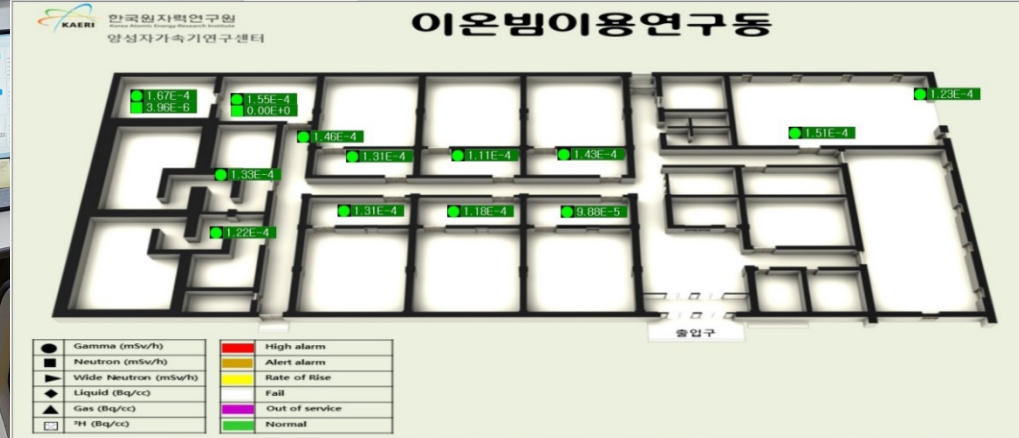 KAERI 한국원자력연구원
Korea Atomic Energy Research Institute
양성자가속기연구센터
이온빔이용연구동
1.67E-4
3.96E-6
1.55E-4
0.00E+0
1.23E-4
1.46E-4
1.51E-4
1.31E-4
1.11E-4
1.43E-4
1.33E-4
1.31E-4
1.18E-4
9.88E-5
1.22E-4
출입구
Gamma (mSv/h)
Neutron (mSv/h)
Wide Neutron (mSv/h)
Liquid (Bq/cc)
Gas (Bq/cc)
³H (Bq/cc)
High alarm
Alert alarm
Rate of Rise
Fail
Out of service
Normal